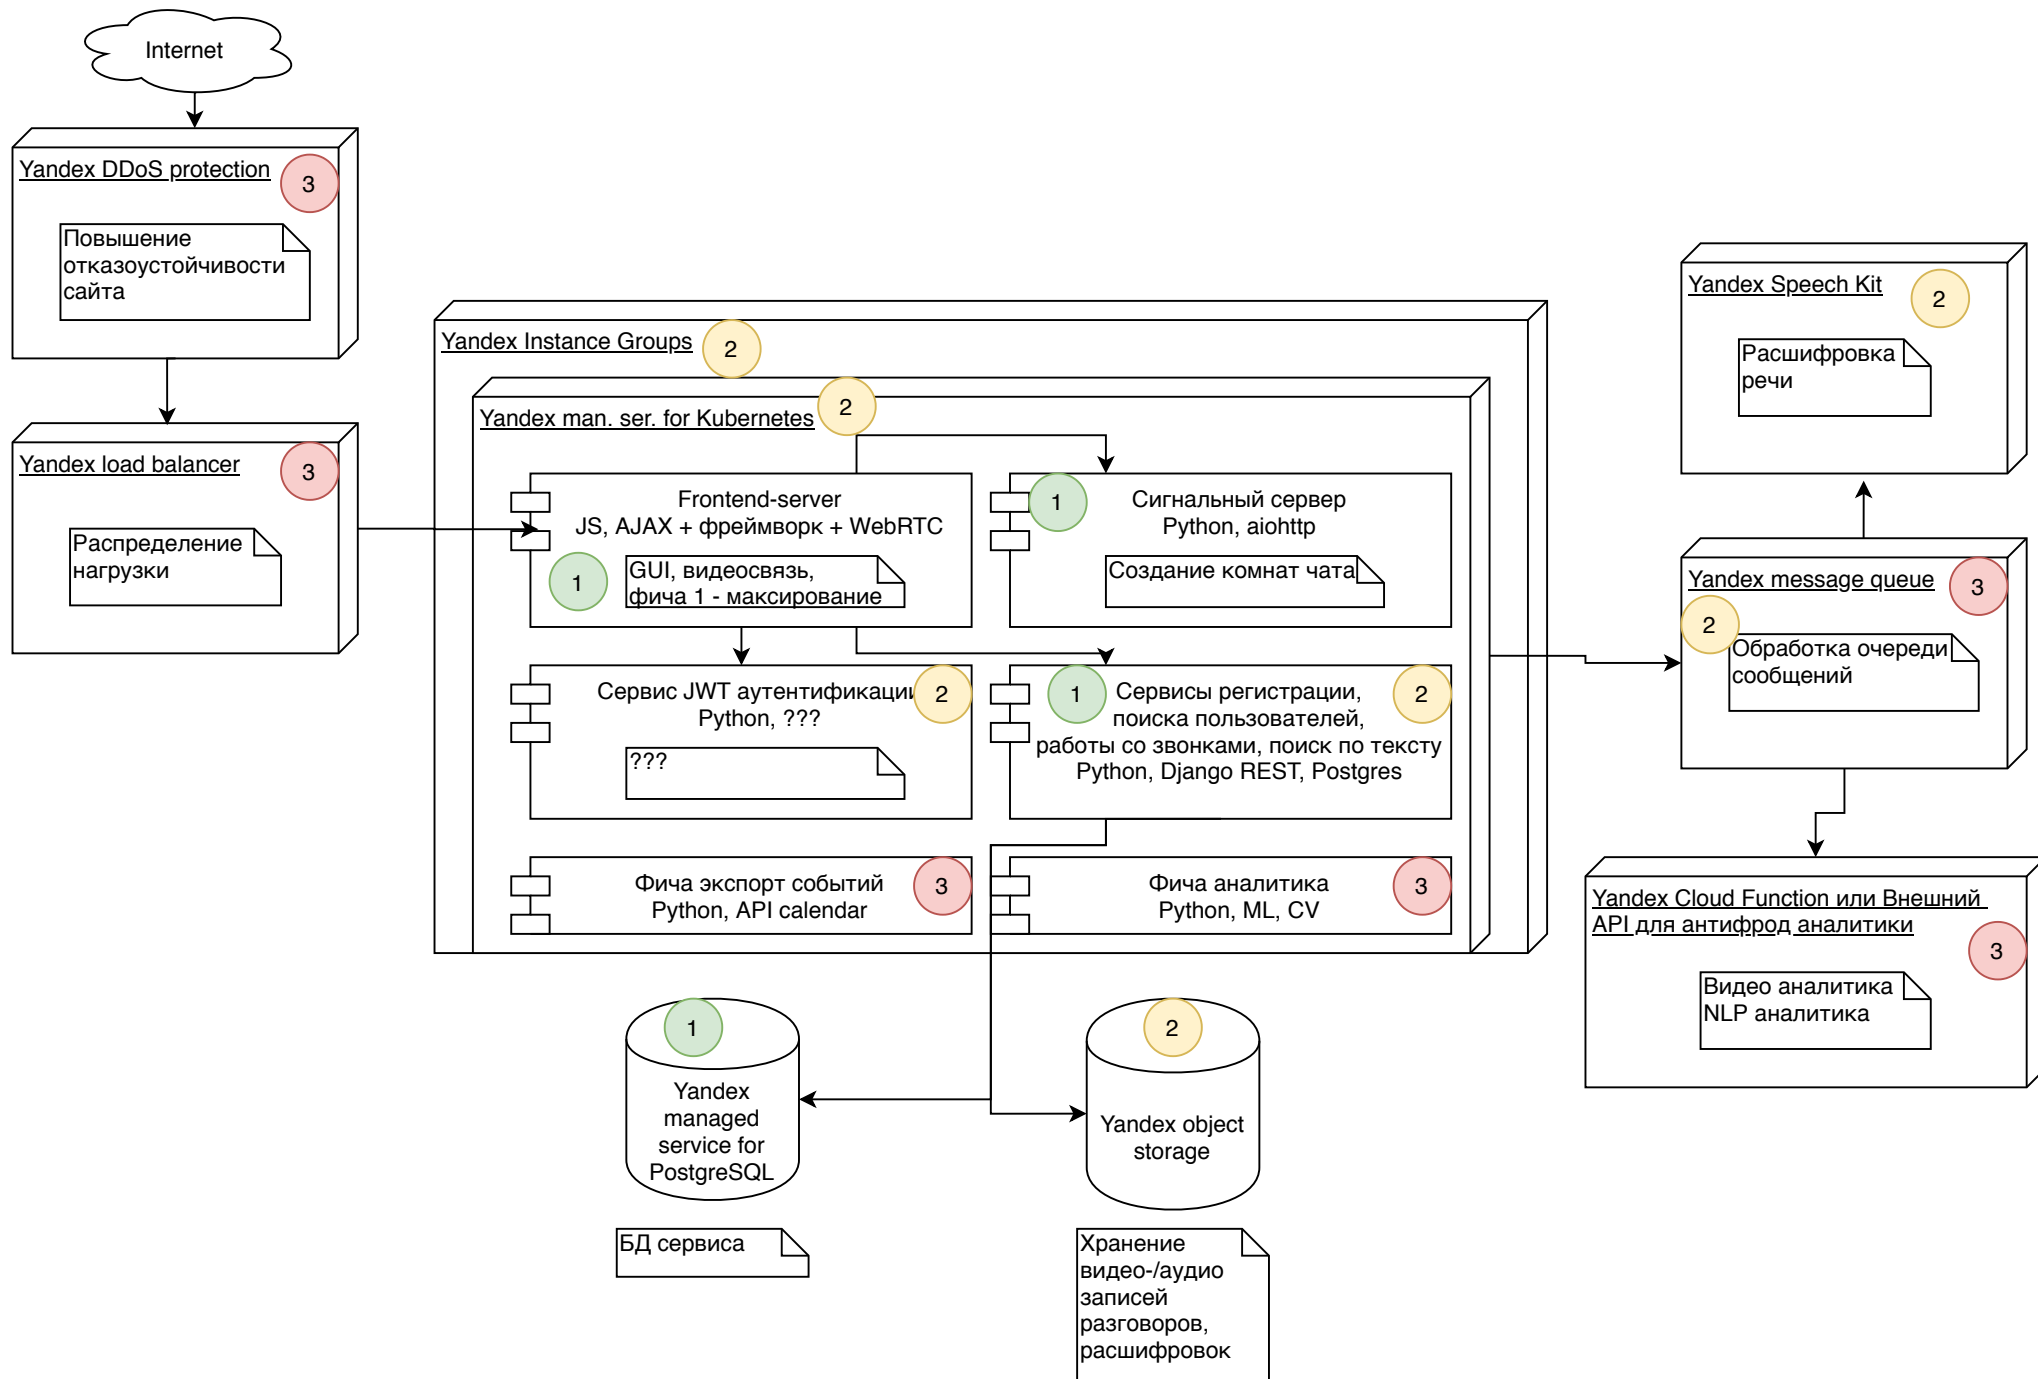 Internet
Yandex DDoS protection
3
Повышение
отказоустойчивости
сайта
Yandex load balancer
3
Распределение
нагрузки
Yandex Instance Groups
2
Yandex man. ser. for Kubernetes
2
Frontend-server
JS, AJAX + фреймворк + WebRTC
1
GUI, видеосвязь,
фича 1 - максирование
1
Сигнальный сервер
Python, aiohttp
Создание комнат чата
Сервис JWT аутентификации
Python, ???
2
???
1
Сервисы регистрации,
поиска пользователей,
работы со звонками, поиск по тексту
Python, Django REST, Postgres
2
Фича экспорт событий
Python, API calendar
3
Фича аналитика
Python, ML, CV
3
Yandex Speech Kit
2
Расшифровка
речи
Yandex message queue
3
2
Обработка очереди
сообщений
Yandex Cloud Function или Внешний
API для антифрод аналитики
3
Видео аналитика
NLP аналитика
1
Yandex
managed
service for
PostgreSQL
БД сервиса
2
Yandex object
storage
Хранение
видео-/аудио
записей
разговоров,
расшифровок